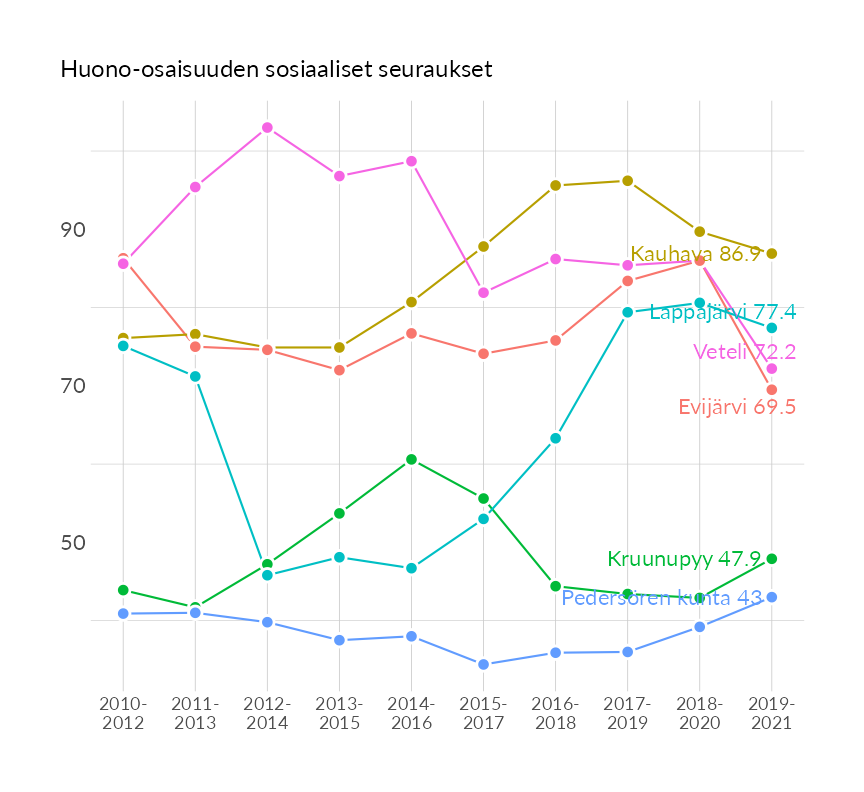 Huono-osaisuuden sosiaaliset seuraukset
90
70
50
Kauhava 86.9
Lappajärvi 77.4
Veteli 72.2
Evijärvi 69.5
Kruunupyy 47.9
Pedersören kunta 43
2010- 2011- 2012- 2013- 2014- 2015- 2016- 2017- 2018- 2019-
2012 2013 2014 2015 2016 2017 2018 2019 2020 2021